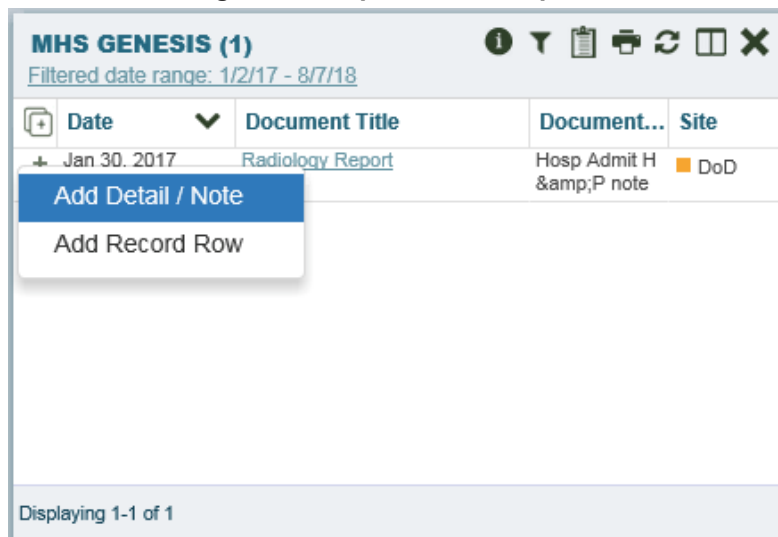 MHS GENESIS (1)
Filtered date range: 1/2/17 - 8/7/18
Date Document Title Document... Site
+ Jan 30, 2017 Radiology Report Hosp Admit H DoD
&amp;P note
Add Detail / Note
Add Record Row
Displaying 1-1 of 1